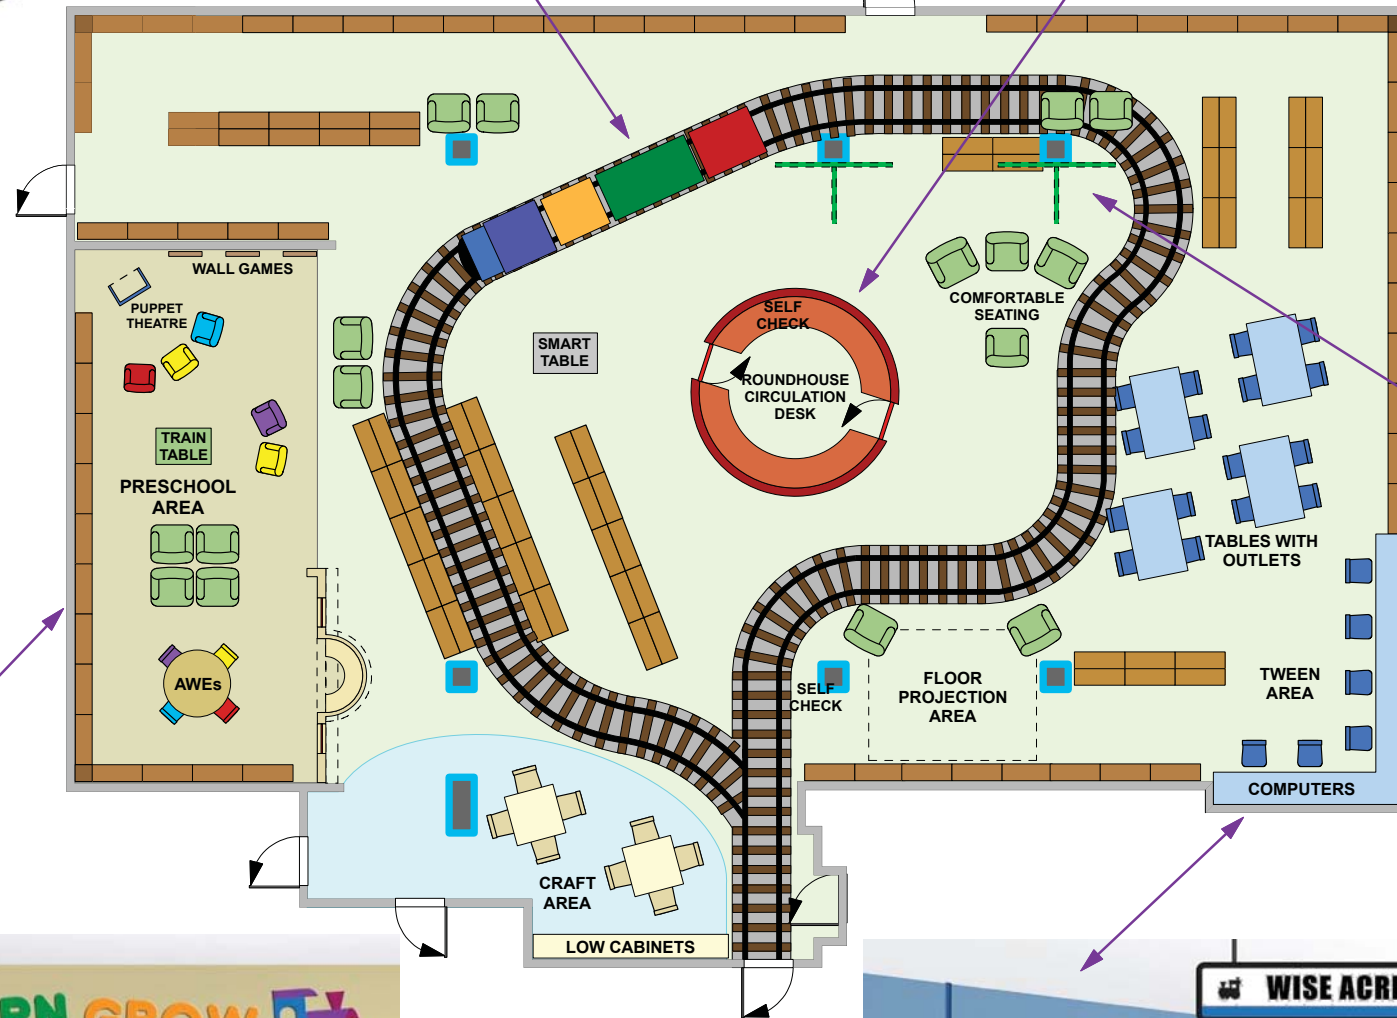 WALL GAMES
PUPPET
THEATRE
TRAIN
TABLE
PRESCHOOL
AREA
AWEs
SMART
TABLE
SELF
CHECK
ROUNDHOUSE
CIRCULATION
DESK
COMFORTABLE
SEATING
TABLES WITH
OUTLETS
SELF
CHECK
FLOOR
PROJECTION
AREA
TWEEN
AREA
COMPUTERS
CRAFT
AREA
LOW CABINETS
GROW
WISE